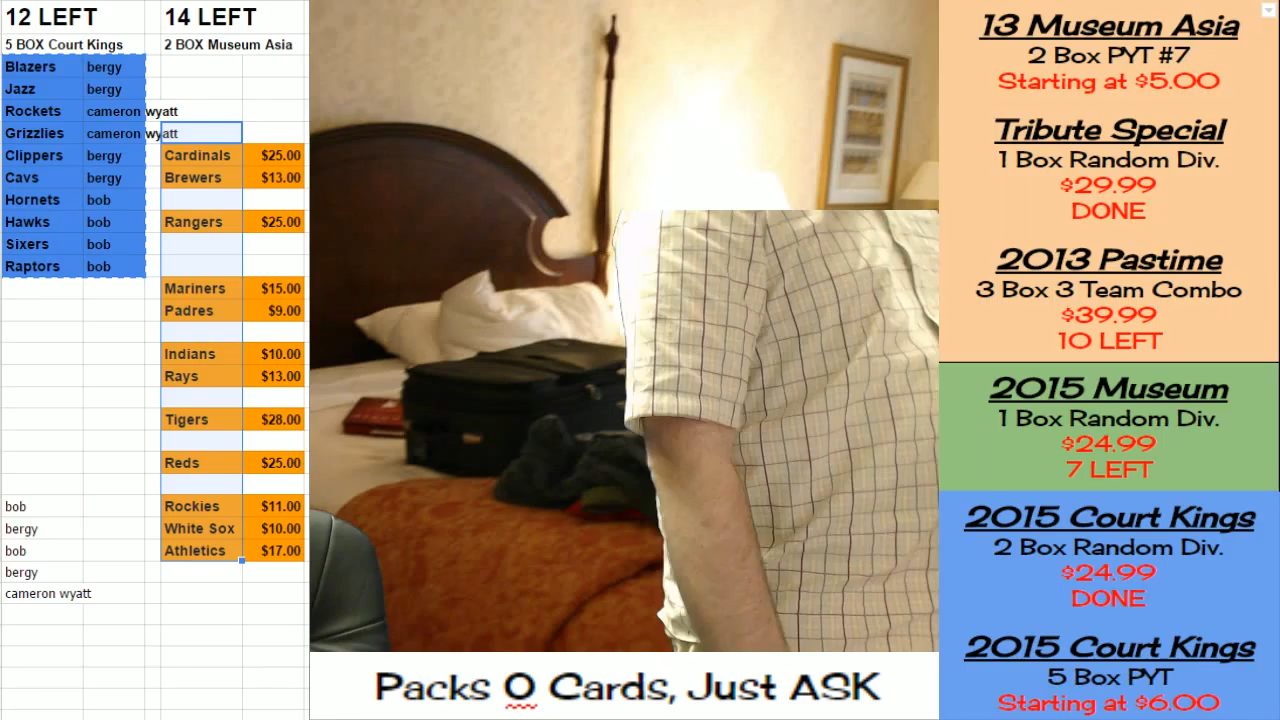 12 LEFT
14 LEFT
5 BOX Court Kings
2 BOX Museum Asia
Blazers bergy
Jazz bergy
Rockets cameron wyatt
Grizzlies cameron wyatt
Clippers bergy
Cardinals $25.00
Cavs bergy
Brewers $13.00
Hornets bob
Hawks bob
Rangers $25.00
Sixers bob
Raptors bob
Mariners $15.00
Padres $9.00
Indians $10.00
Rays $13.00
Tigers $28.00
Reds $25.00
bob
Rockies $11.00
bergy
White Sox $10.00
bob
Athletics $17.00
bergy
cameron wyatt
Packs O Cards, Just ASK
13 Museum Asia
2 Box PYT #7
Starting at $5.00
Tribute Special
1 Box Random Div.
$29.99
DONE
2013 Pastime
3 Box 3 Team Combo
$39.99
10 LEFT
2015 Museum
1 Box Random Div.
$24.99
7 LEFT
2015 Court Kings
2 Box Random Div.
$24.99
DONE
2015 Court Kings
5 Box PYT
Starting at $6.00